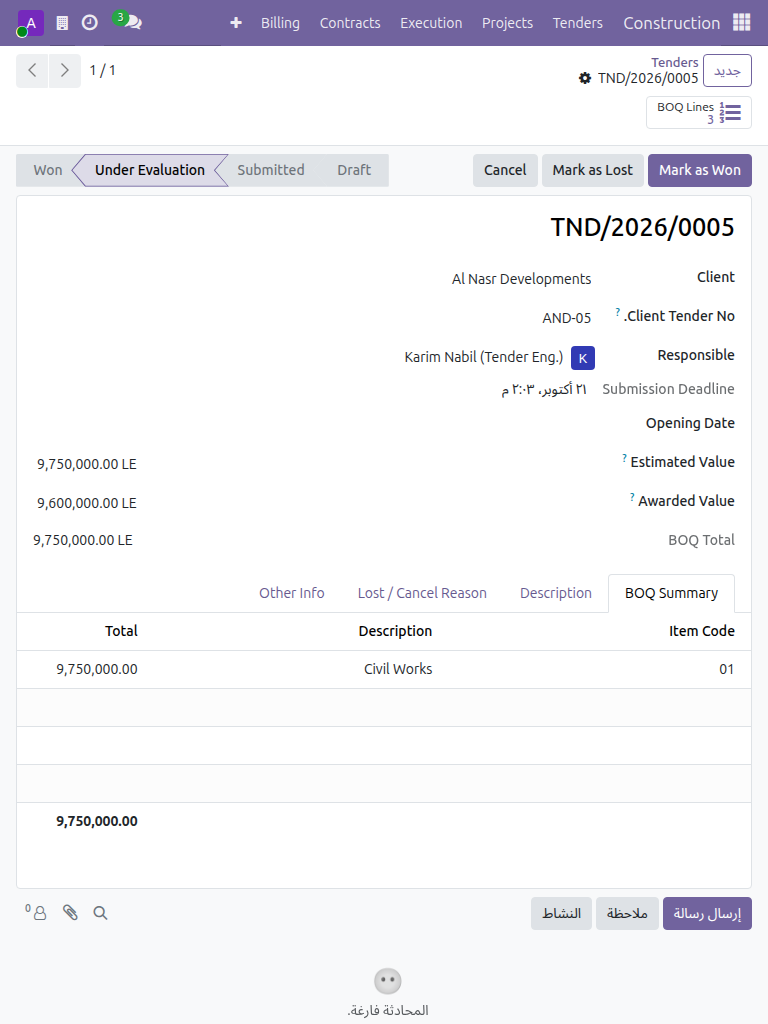 Construction Tenders Projects Execution Contracts Billing + 3 A
جديد Tenders
TND/2026/0005
1 / 1
BOQ Lines
3
Mark as Won Mark as Lost Cancel
Draft Submitted Under Evaluation Won
TND/2026/0005
Client Al Nasr Developments
Client Tender No. ? AND-05
Responsible K Karim Nabil (Tender Eng.)
Submission Deadline ٢١ أكتوبر، ٢:٠٣ م
Opening Date
Estimated Value ? 9,750,000.00 LE
Awarded Value ? 9,600,000.00 LE
BOQ Total 9,750,000.00 LE
BOQ Summary Description Lost / Cancel Reason Other Info
Item Code Description Total
01 Civil Works 9,750,000.00
9,750,000.00
إرسال رسالة ملاحظة النشاط 0
المحادثة فارغة.